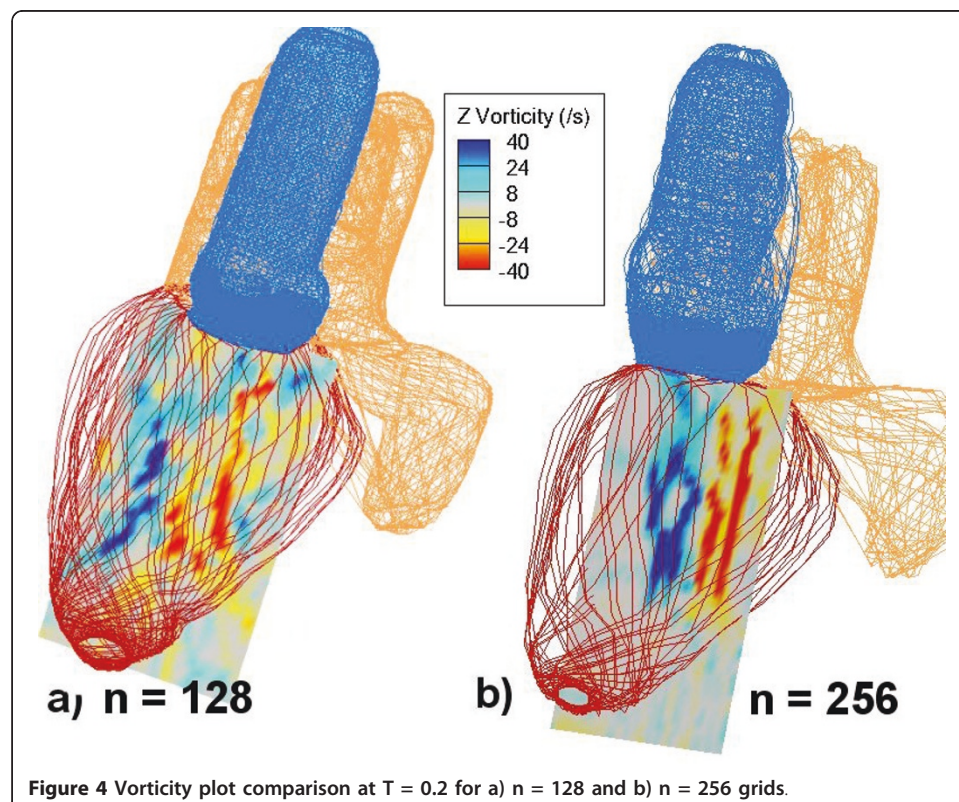 Z Vorticity (/s)
40
24
8
-8
-24
-40
a) n = 128
b) n = 256
Figure 4 Vorticity plot comparison at T = 0.2 for a) n = 128 and b) n = 256 grids.